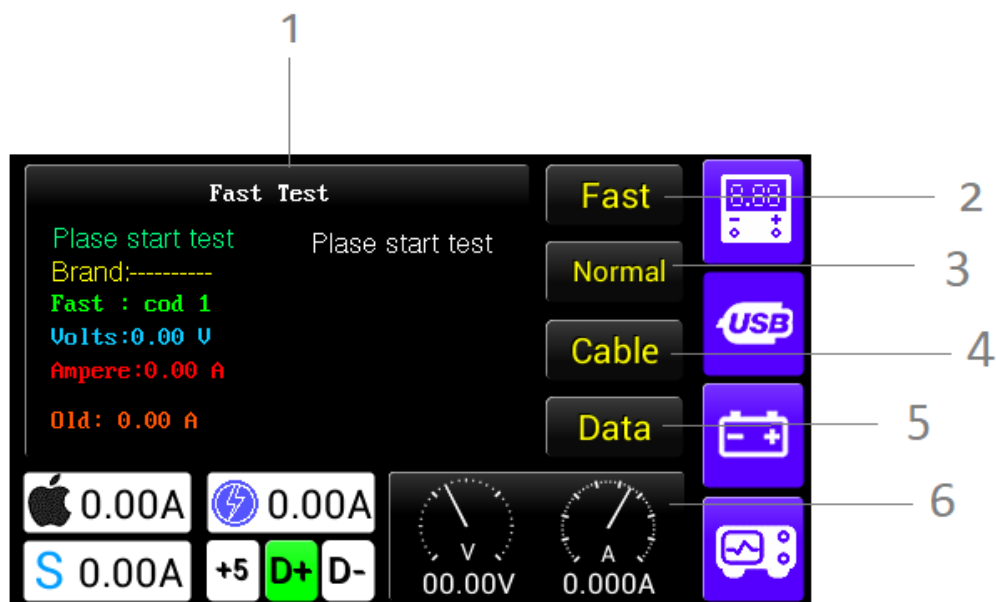 1
Fast Test
Plase start test
Plase start test
Brand:----------
Fast : cod 1
Volts:0.00 V
Ampere:0.00 A
Old: 0.00 A
Fast
2
Normal
3
Cable
4
Data
5
8.88
- +
USB
- +
0.00A
0.00A
S 0.00A
+5 D+ D-
V
A
00.00V
0.000A
6